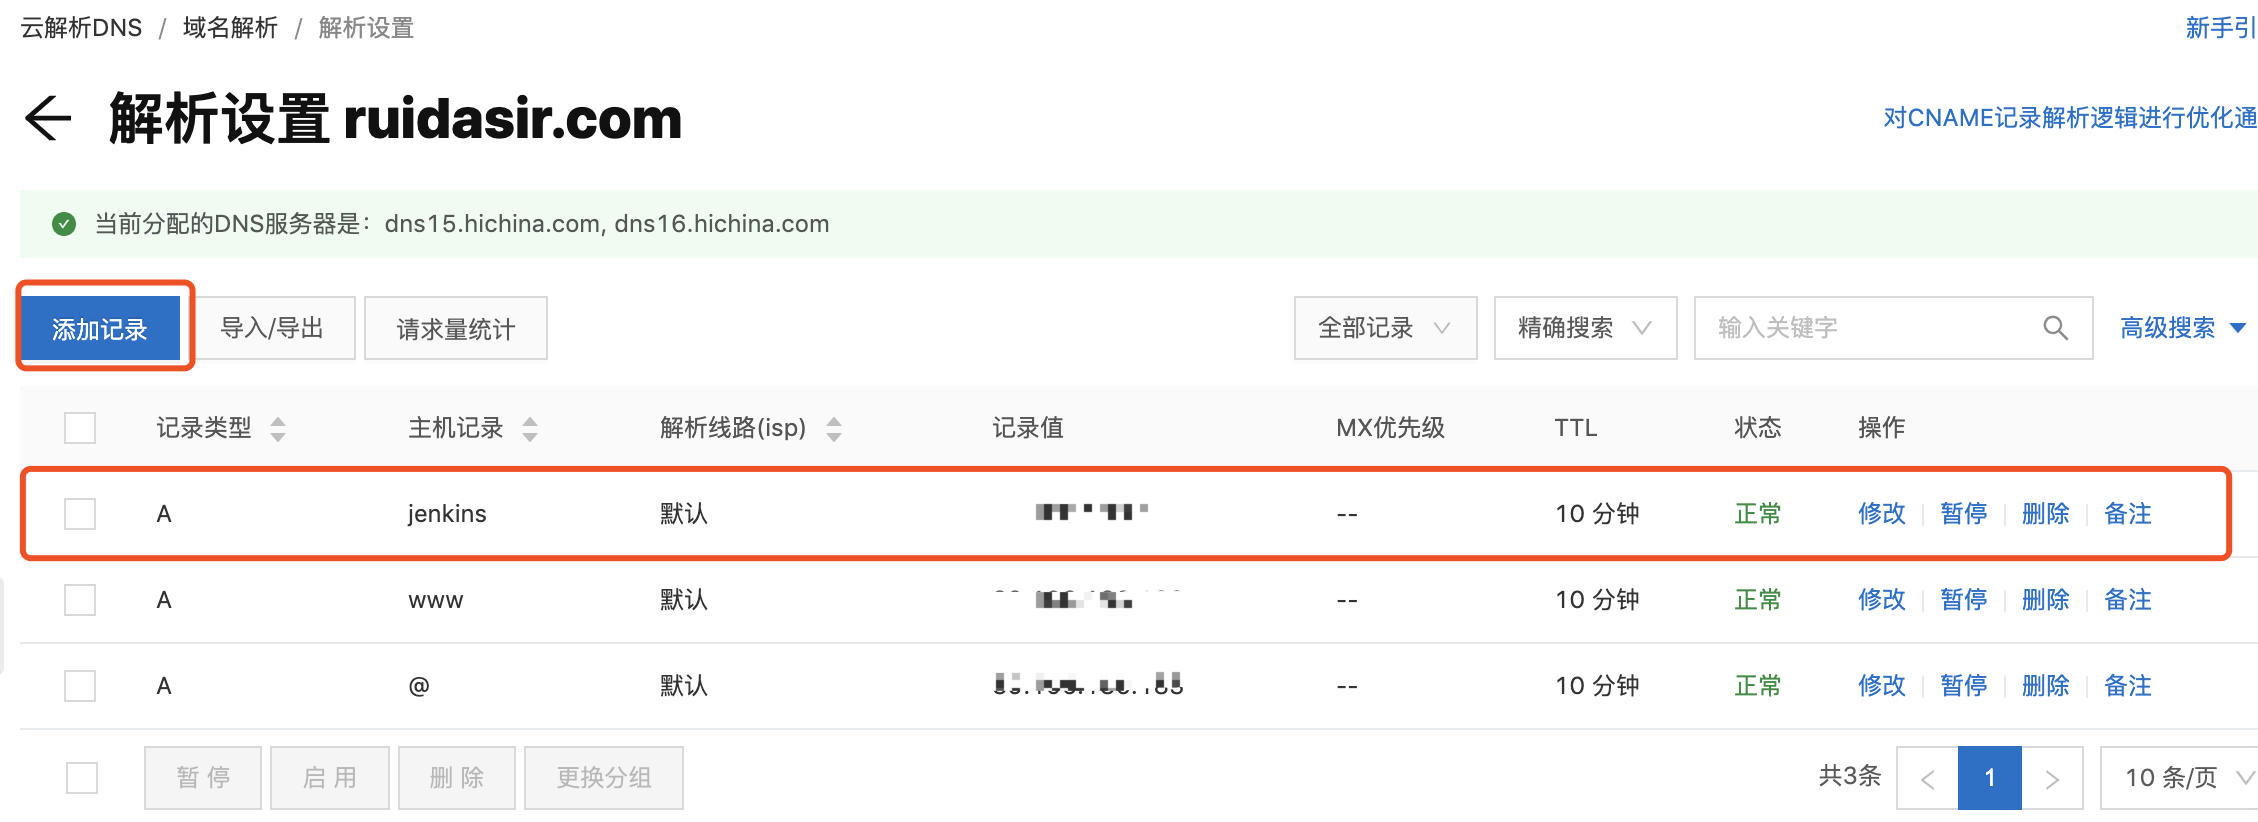 云解析DNS / 域名解析 / 解析设置 新手引
解析设置 ruidasir.com 对CNAME记录解析逻辑进行优化通
当前分配的DNS服务器是：dns15.hichina.com, dns16.hichina.com
添加记录 导入/导出 请求量统计 全部记录 精确搜索 输入关键字 高级搜索
记录类型 主机记录 解析线路(isp) 记录值 MX优先级 TTL 状态 操作
A jenkins 默认 -- 10 分钟 正常 修改 暂停 删除 备注
A www 默认 -- 10 分钟 正常 修改 暂停 删除 备注
A @ 默认 -- 10 分钟 正常 修改 暂停 删除 备注
暂 停 启 用 删 除 更换分组 共3条 < 1 > 10 条/页